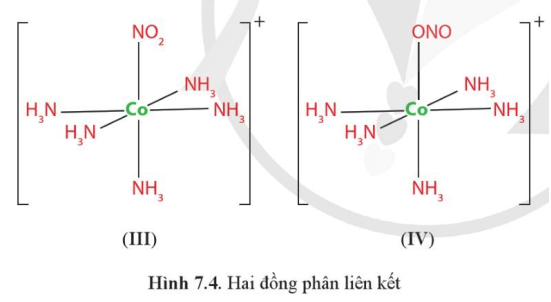 NO₂
H₃N Co NH₃
H₃N NH₃
NH₃
+
(III)
ONO
H₃N Co NH₃
H₃N NH₃
NH₃
+
(IV)
Hình 7.4. Hai đồng phân liên kết